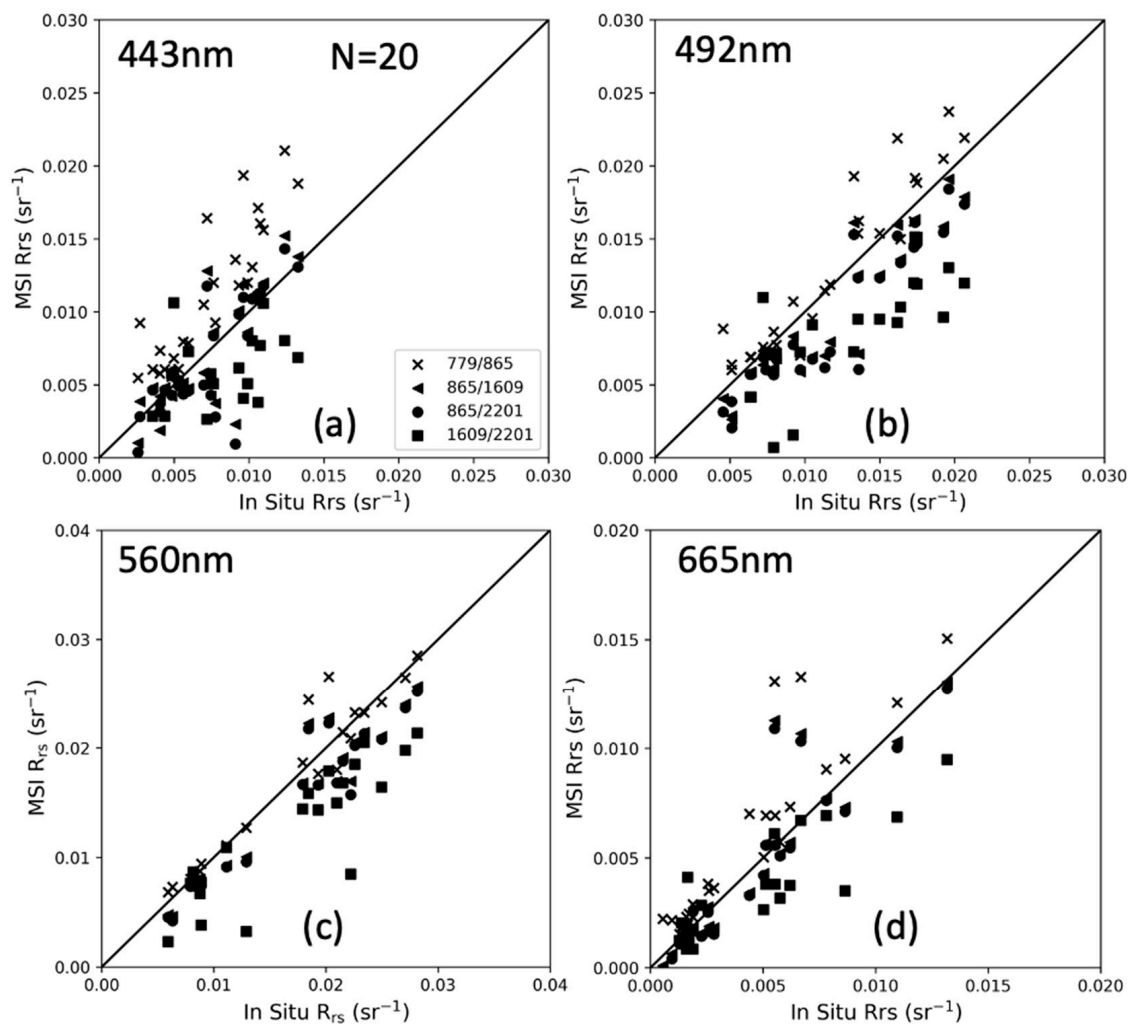 443nm
N=20
0.030
0.025
0.020
0.015
0.010
0.005
0.000
MSI Rrs (sr⁻¹)
779/865
865/1609
865/2201
1609/2201
(a)
0.000 0.005 0.010 0.015 0.020 0.030
In Situ Rrs (sr⁻¹)
492nm
0.030
0.025
0.020
0.015
0.010
0.005
0.000
MSI Rrs (sr⁻¹)
(b)
0.000 0.005 0.010 0.015 0.020 0.030
In Situ Rrs (sr⁻¹)
560nm
0.04
0.03
0.02
0.01
0.00
MSI Rrs (sr⁻¹)
(c)
0.00 0.01 0.02 0.03 0.04
In Situ Rrs (sr⁻¹)
665nm
0.020
0.015
0.010
0.005
0.000
MSI Rrs (sr⁻¹)
(d)
0.000 0.005 0.010 0.015 0.020
In Situ Rrs (sr⁻¹)